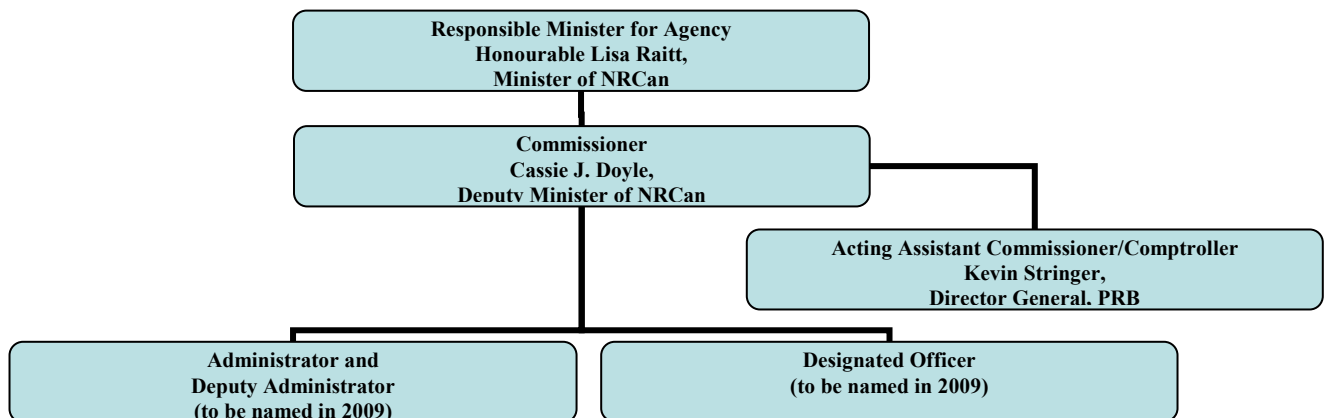 Responsible Minister for Agency
Honourable Lisa Raitt,
Minister of NRCan
Commissioner
Cassie J. Doyle,
Deputy Minister of NRCan
Acting Assistant Commissioner/Comptroller
Kevin Stringer,
Director General, PRB
Administrator and
Deputy Administrator
(to be named in 2009)
Designated Officer
(to be named in 2009)